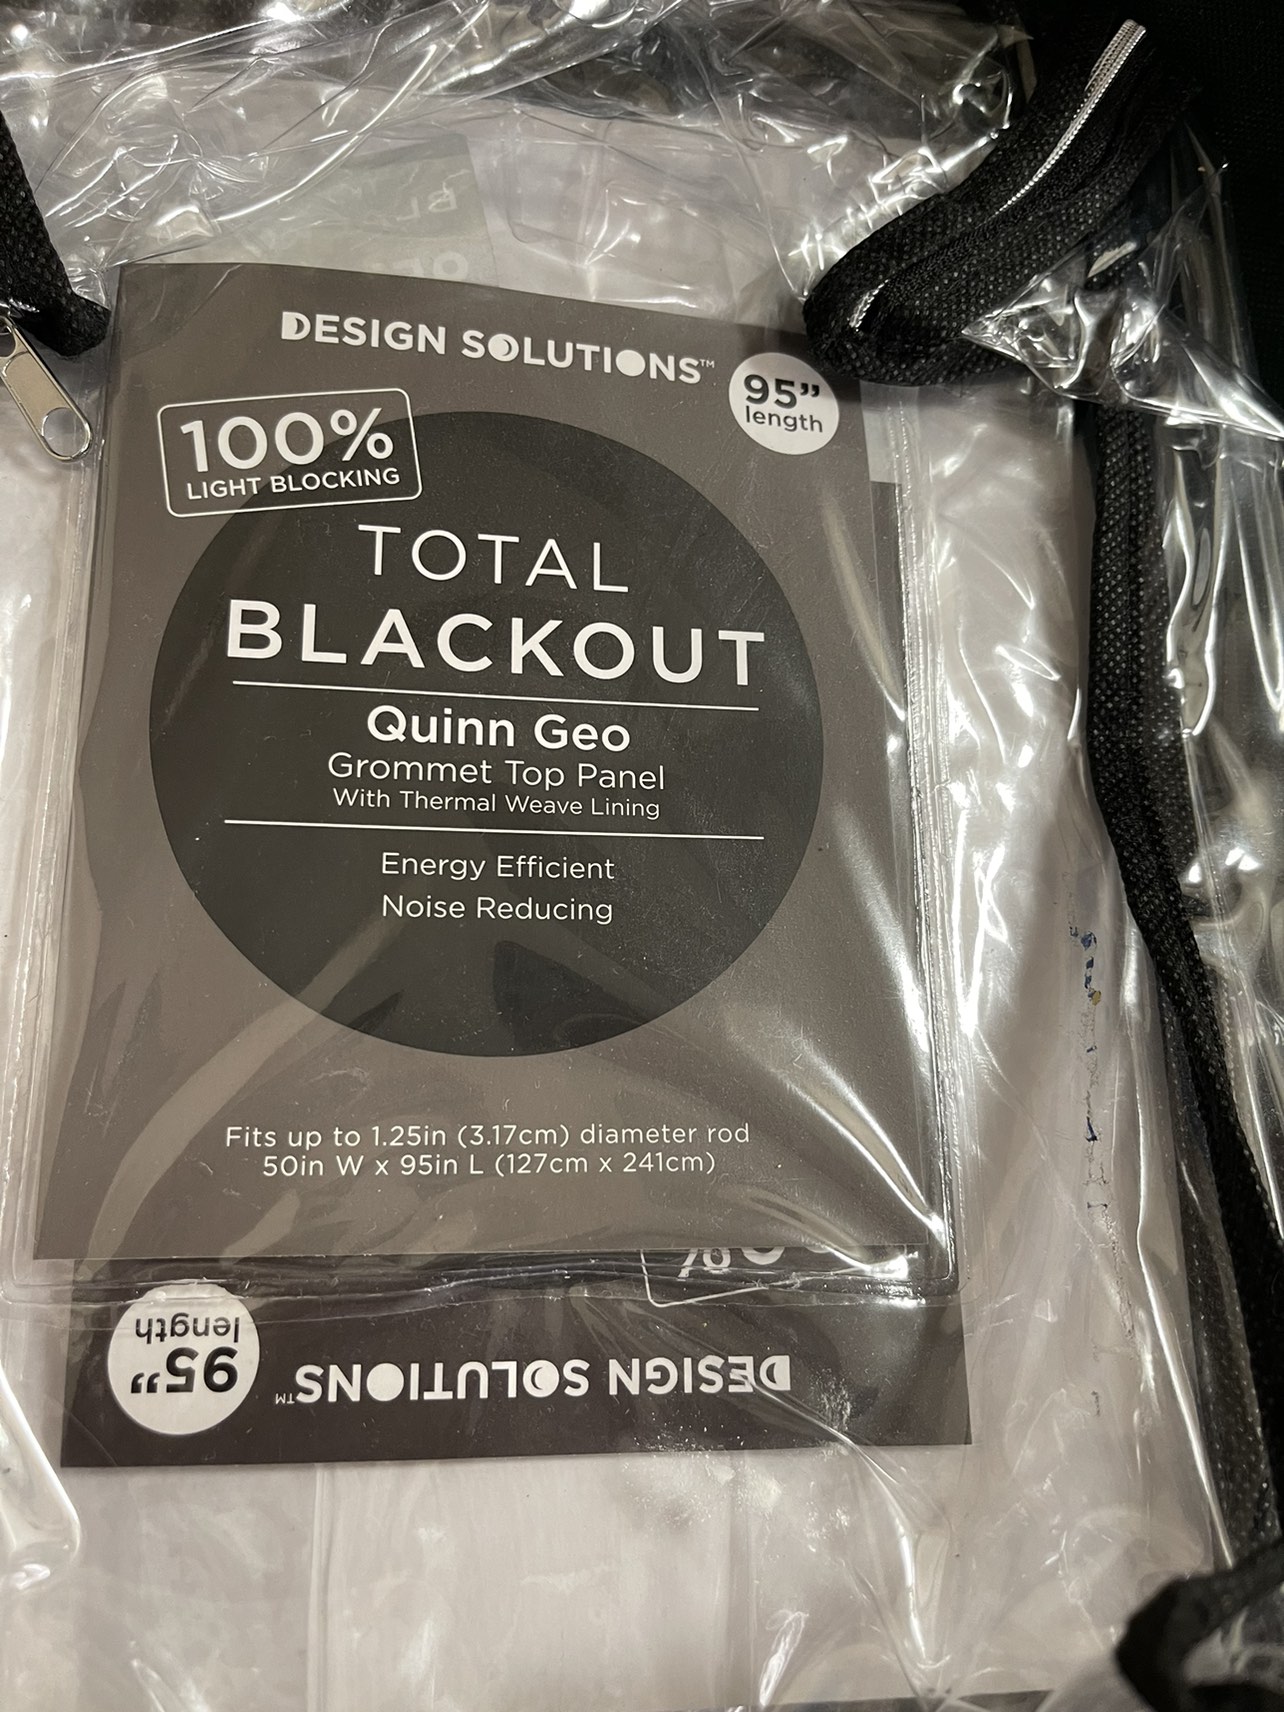 DESIGN SOLUTIONS™
95”
length
100%
LIGHT BLOCKING
TOTAL
BLACKOUT
Quinn Geo
Grommet Top Panel
With Thermal Weave Lining
Energy Efficient
Noise Reducing
Fits up to 1.25in (3.17cm) diameter rod
50in W x 95in L (127cm x 241cm)
DESIGN SOLUTIONS™
95”
length